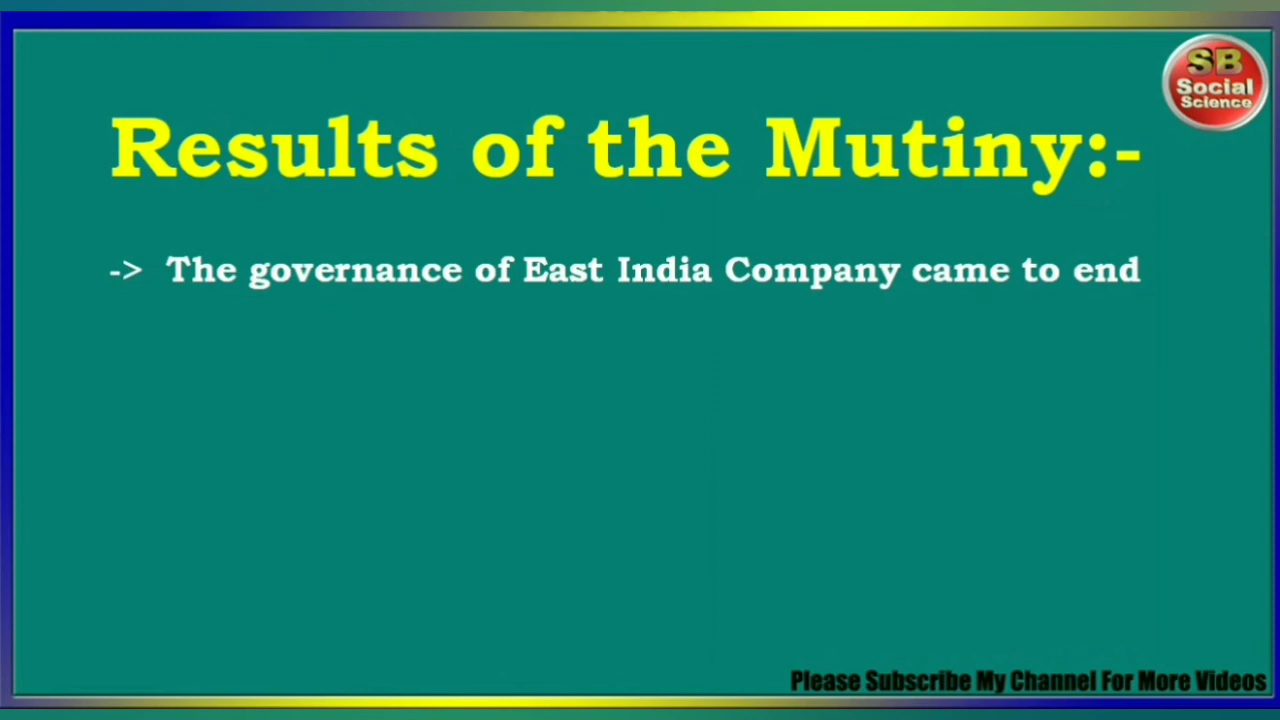 SB
Social
Science
Results of the Mutiny:-
-> The governance of East India Company came to end
Please Subscribe My Channel For More Videos